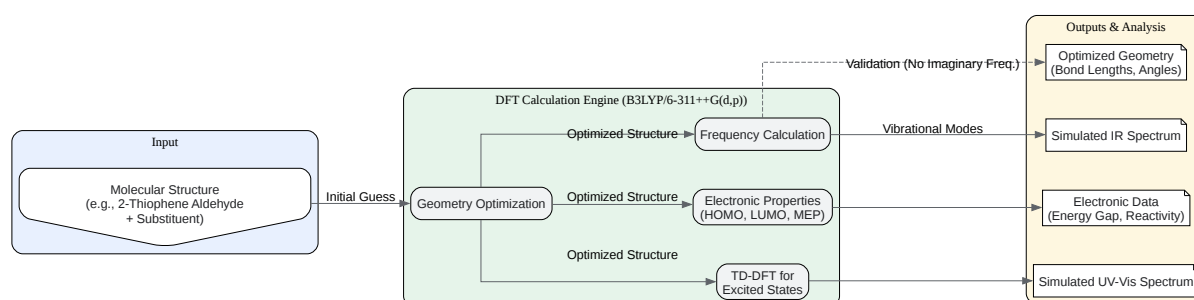 Input
Molecular Structure
(e.g., 2-Thiophene Aldehyde
+ Substituent)
Initial Guess
DFT Calculation Engine (B3LYP/6-311++G(d,p))
Geometry Optimization
Optimized Structure
Frequency Calculation
Optimized Structure
Electronic Properties
(HOMO, LUMO, MEP)
Optimized Structure
TD-DFT for
Excited States
Validation (No Imaginary Freq.)
Vibrational Modes
Outputs & Analysis
Optimized Geometry
(Bond Lengths, Angles)
Simulated IR Spectrum
Electronic Data
(Energy Gap, Reactivity)
Simulated UV-Vis Spectrum